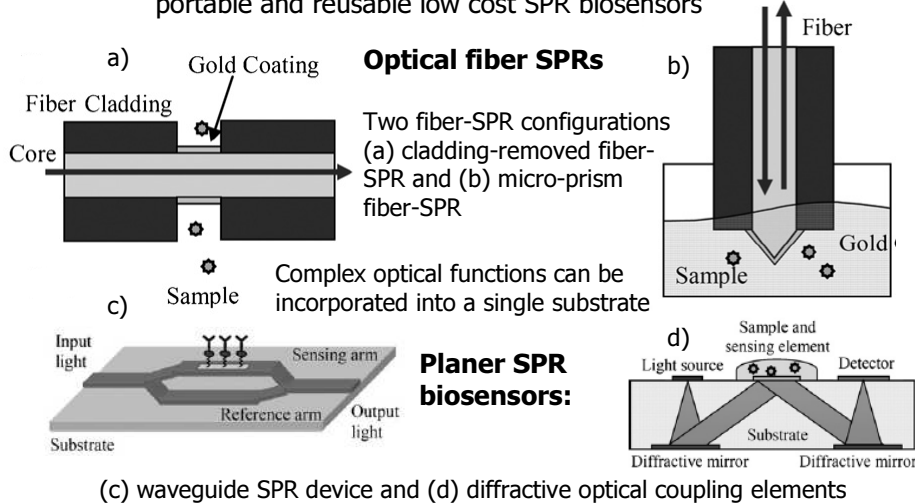 portable and reusable low cost SPR biosensors
a)
Gold Coating
Fiber Cladding
Core
Sample
Optical fiber SPRs
Two fiber-SPR configurations
(a) cladding-removed fiber-
SPR and (b) micro-prism
fiber-SPR
b)
Fiber
Gold
Sample
Complex optical functions can be
incorporated into a single substrate
c)
Input
light
Sensing arm
Reference arm
Output
light
Substrate
Planer SPR
biosensors:
d)
Sample and
sensing element
Light source
Detector
Substrate
Diffractive mirror
Diffractive mirror
(c) waveguide SPR device and (d) diffractive optical coupling elements